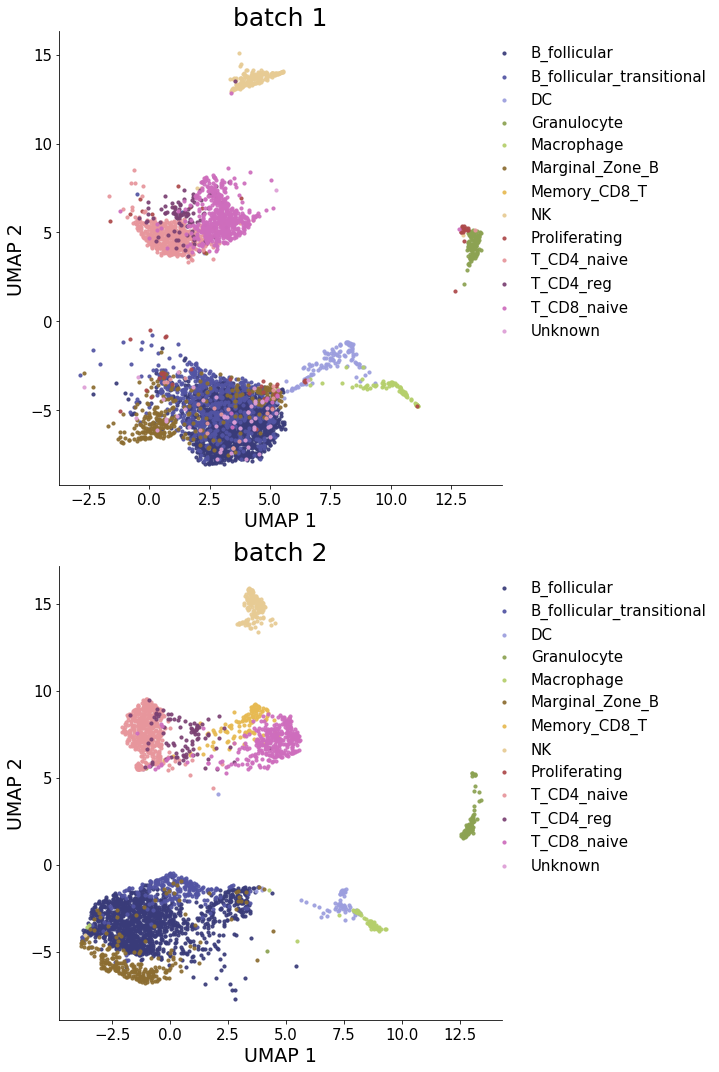 batch 1
15
10
5
0
−5
UMAP 2
−2.5 0.0 2.5 5.0 7.5 10.0 12.5
UMAP 1
B_follicular
B_follicular_transitional
DC
Granulocyte
Macrophage
Marginal_Zone_B
Memory_CD8_T
NK
Proliferating
T_CD4_naive
T_CD4_reg
T_CD8_naive
Unknown
batch 2
15
10
5
0
−5
UMAP 2
−2.5 0.0 2.5 5.0 7.5 10.0 12.5
UMAP 1
B_follicular
B_follicular_transitional
DC
Granulocyte
Macrophage
Marginal_Zone_B
Memory_CD8_T
NK
Proliferating
T_CD4_naive
T_CD4_reg
T_CD8_naive
Unknown